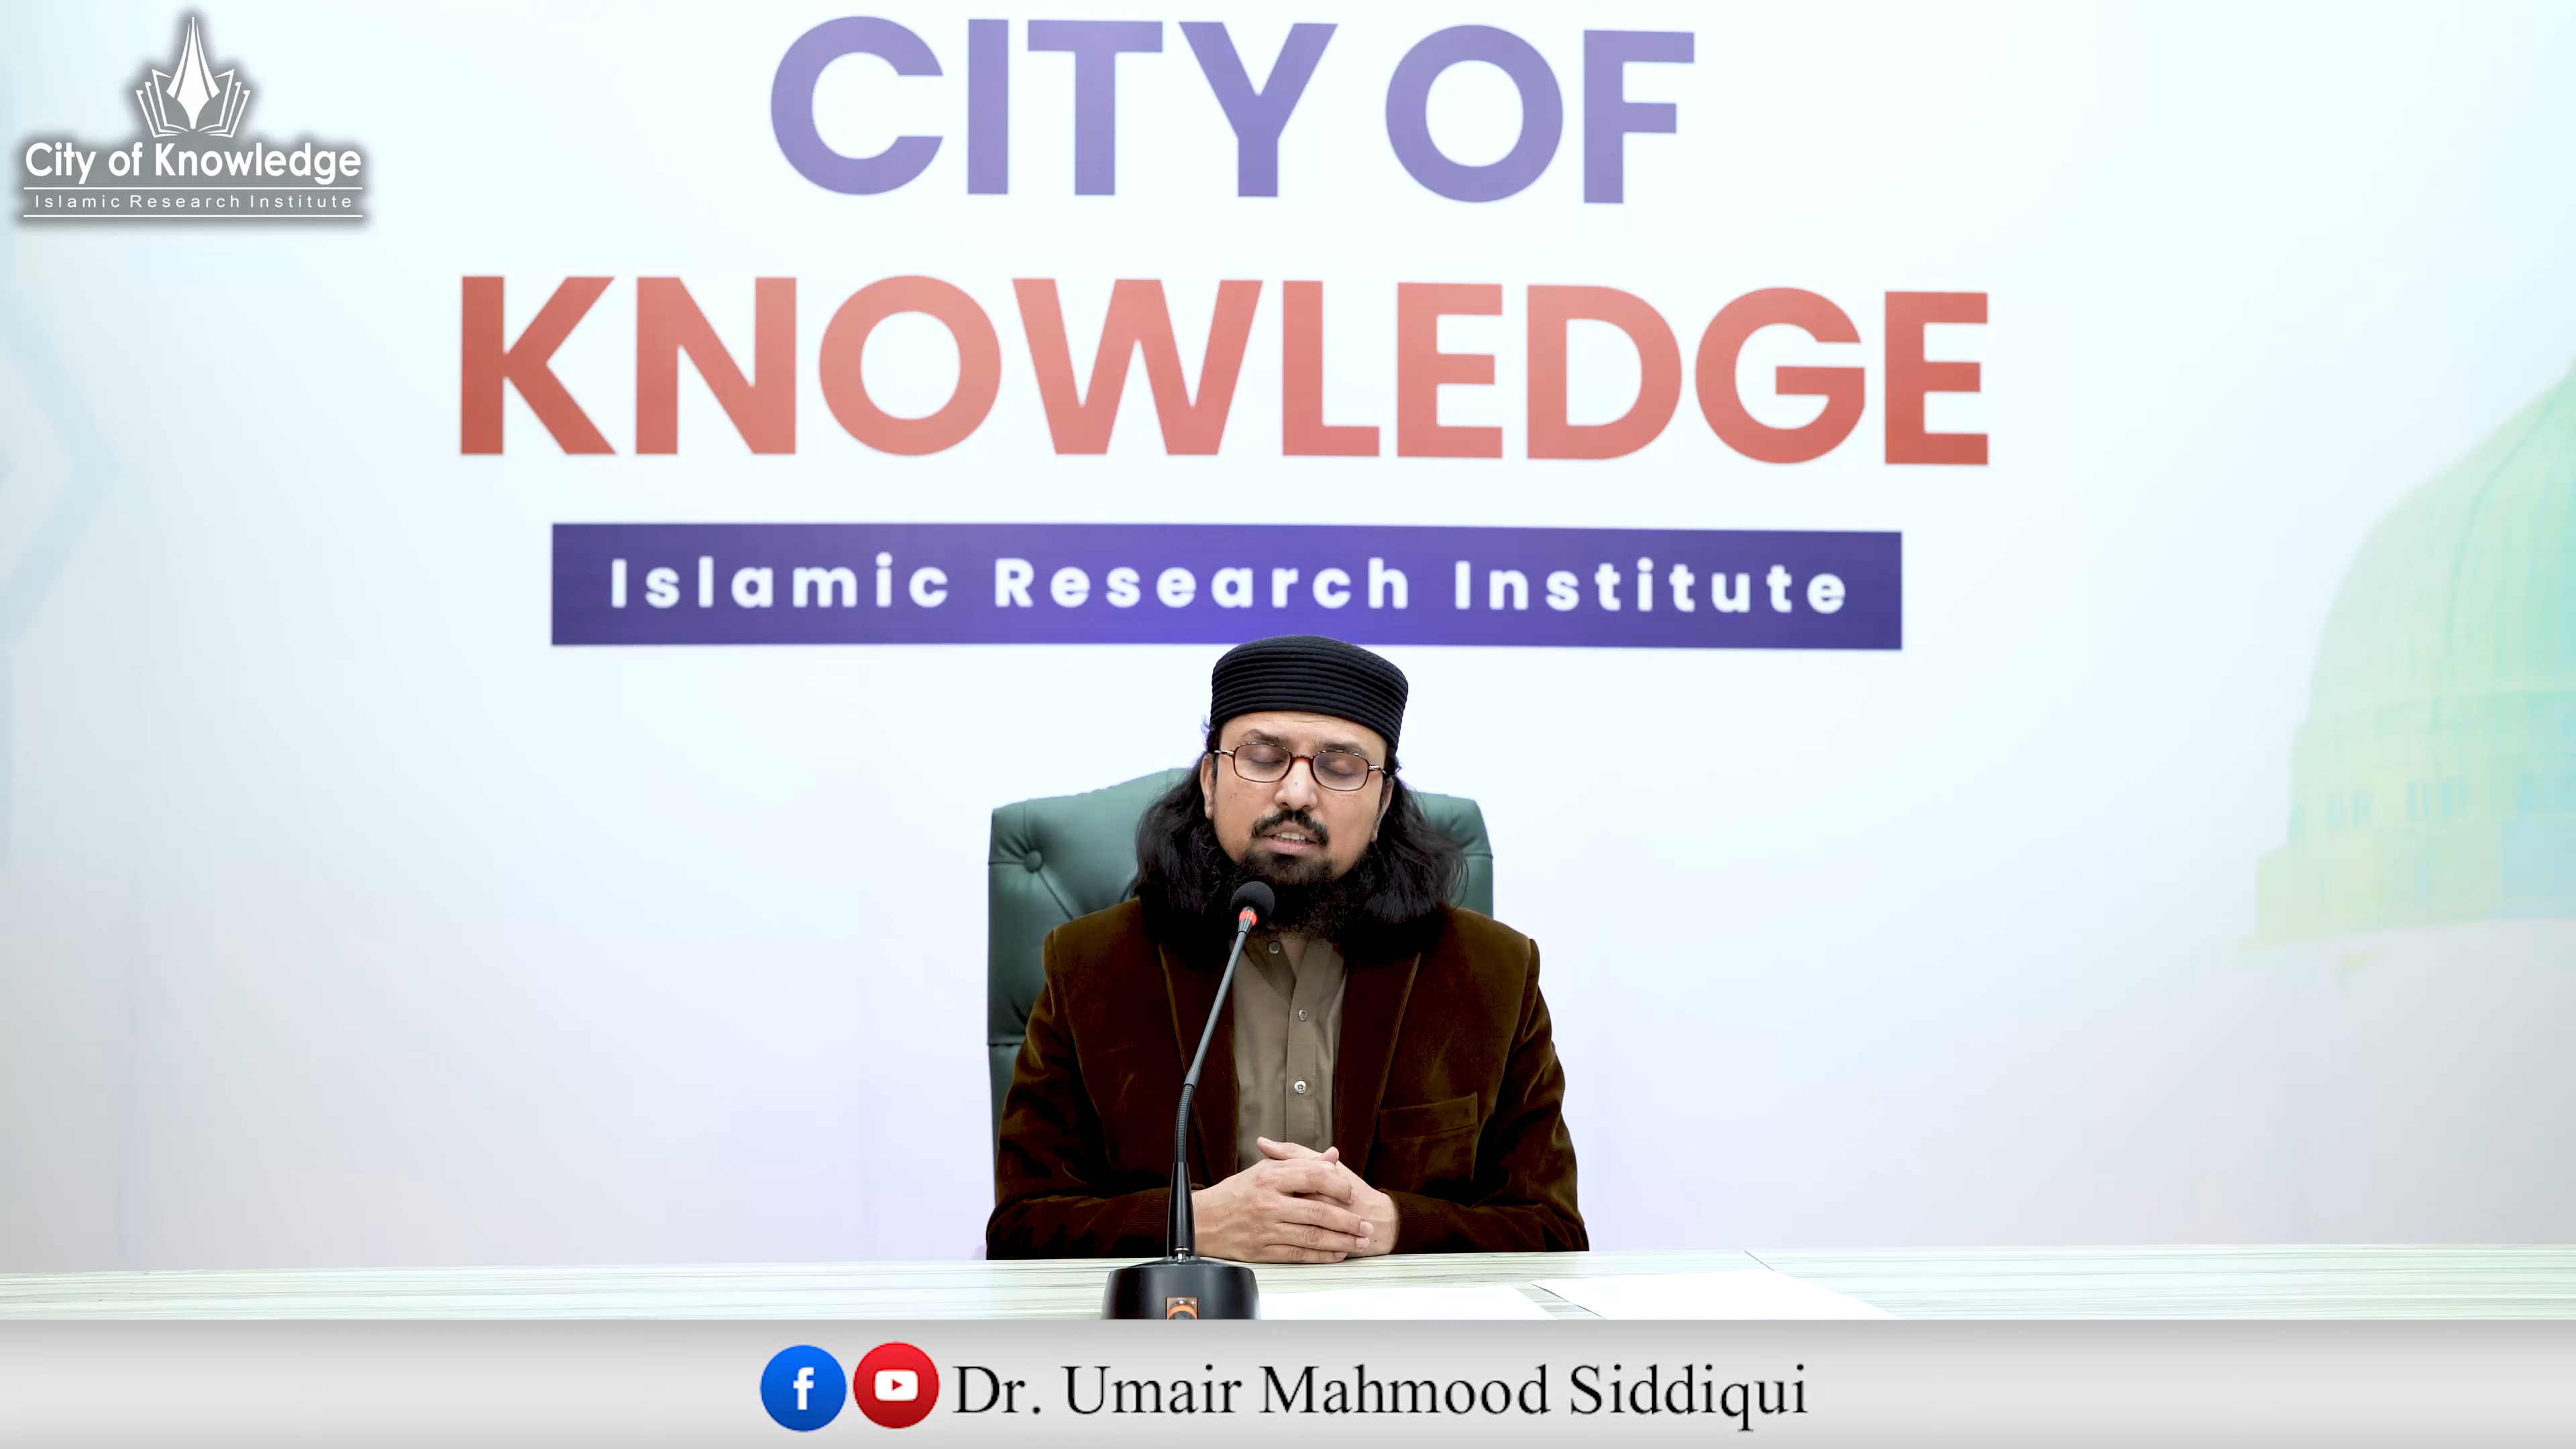 City of Knowledge
Islamic Research Institute
CITY OF
KNOWLEDGE
Islamic Research Institute
Dr. Umair Mahmood Siddiqui